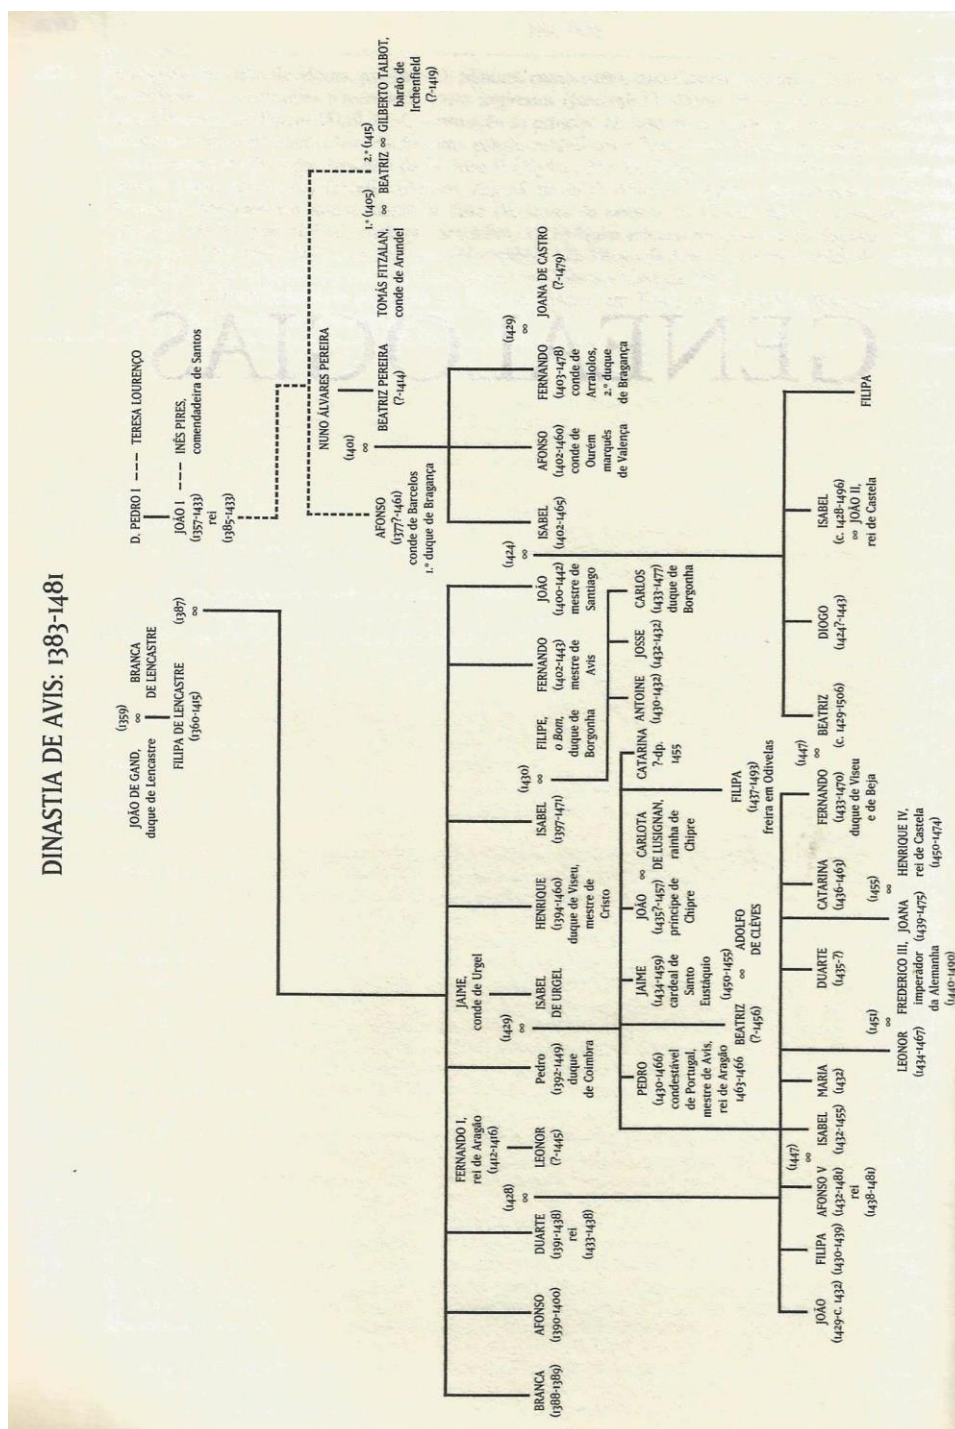 DINASTIA DE AVIS: 1383-1481
JOÃO DE GAND,
duque de Lencastre
(1359)
∞
BRANCA
DE LENCASTRE
FILIPA DE LENCASTRE
(1360-1415)
(1387)
∞
D. PEDRO I
TERESA LOURENÇO
JOÃO I
(1357-1433)
rei
(1385-1433)
INÊS PIRES,
comendadeira de Santos
NUNO ÁLVARES PEREIRA
AFONSO
(1377?-1461)
conde de Barcelos
1.º duque de Bragança
(1401)
∞
BEATRIZ PEREIRA
(?-1414)
TOMÁS FITZALAN,
conde de Arundel
1.º (1405)
∞
BEATRIZ
2.º (1415)
∞
GILBERTO TALBOT,
barão de
Irchenfield
(?-1419)
BRANCA
(1388-1389)
AFONSO
(1390-1400)
DUARTE
(1391-1438)
rei
(1433-1438)
(1428)
∞
FERNANDO I,
rei de Aragão
(1412-1416)
LEONOR
(?-1445)
Pedro
(1392-1449)
duque
de Coimbra
(1429)
∞
JAIME,
conde de Urgel
ISABEL
DE URGEL
HENRIQUE
(1394-1460)
duque de Viseu,
mestre de
Cristo
ISABEL
(1397-1471)
(1430)
∞
FILIPE,
o Bom,
duque de
Borgonha
FERNANDO
(1402-1443)
mestre de
Avis
JOÃO
(1400-1442)
mestre de
Santiago
(1424)
∞
ISABEL
(1402-1465)
AFONSO
(1402-1460)
conde de
Ourém
marquês
de Valença
FERNANDO
(1403-1478)
conde de
Arraiolos,
2.º duque
de Bragança
(1429)
∞
JOANA DE CASTRO
(?-1479)
PEDRO
(1430-1466)
condestável
de Portugal,
mestre de Avis,
rei de Aragão
1463-1466
JAIME
(1434-1459)
cardeal de
Santo
Eustáquio
JOÃO
(1435?-1457)
príncipe de
Chipre
∞
CARLOTA
DE LUSIGNAN,
rainha de
Chipre
CATARINA
?-dp.
1455
ANTOINE
(1430-1432)
JOSSE
(1432-1432)
CARLOS
(1433-1477)
duque de
Borgonha
BEATRIZ
(?-1456)
(1450-1455)
∞
ADOLFO
DE CLÈVES
FILIPA
(1437-1493)
freira em Odivelas
JOÃO
(1429-c. 1432)
FILIPA
(1430-1439)
AFONSO V
(1432-1481)
rei
(1438-1481)
(1447)
∞
ISABEL
(1432-1455)
MARIA
(1432)
DUARTE
(1435-?)
CATARINA
(1436-1463)
FERNANDO
(1433-1470)
duque de Viseu
e de Beja
(1447)
∞
BEATRIZ
(c. 1429-1506)
DIOGO
(1424?-1443)
ISABEL
(c. 1428-1496)
∞ JOÃO II,
rei de Castela
FILIPA
LEONOR
(1434-1467)
(1451)
∞
FREDERICO III,
imperador
da Alemanha
(1440-1490)
JOANA
(1439-1475)
(1455)
∞
HENRIQUE IV,
rei de Castela
(1450-1474)
GENEALOGIAS